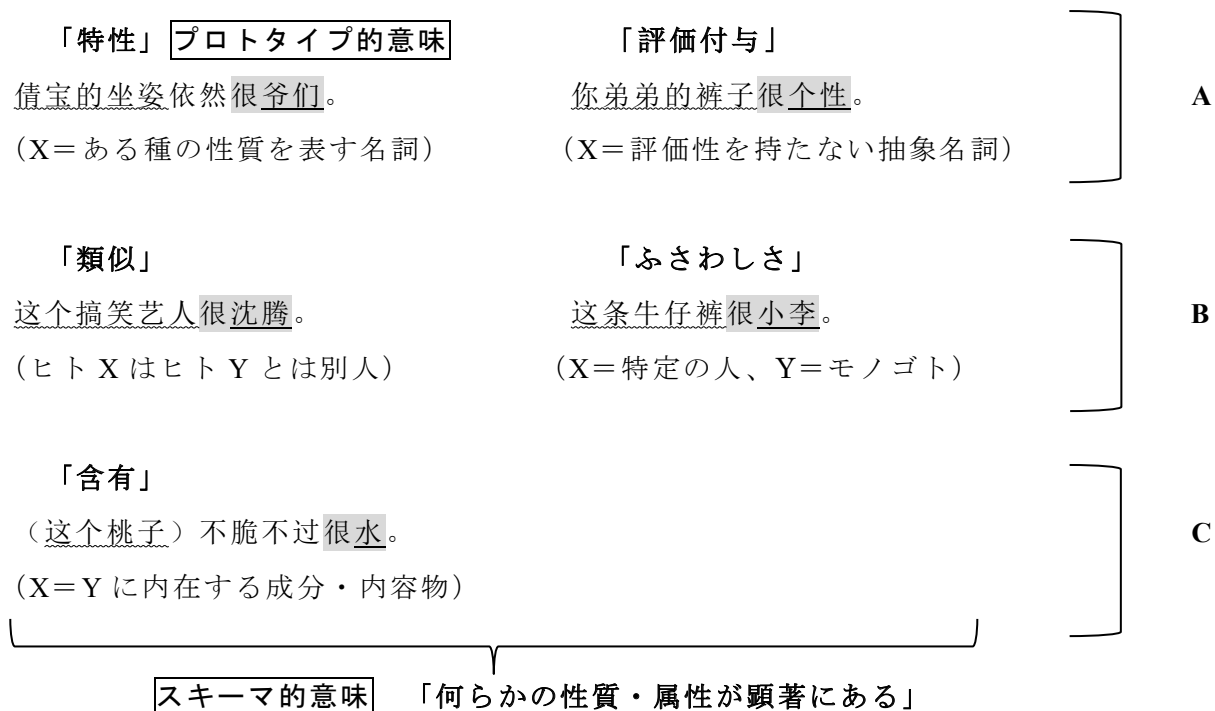 「特性」 プロトタイプ的意味 「評価付与」
倩宝的坐姿依然很爷们。 你弟弟的裤子很个性。 A
(X=ある種の性質を表す名詞) (X=評価性を持たない抽象名詞)
「類似」 「ふさわしさ」
这个搞笑艺人很沈腾。 这条牛仔裤很小李。 B
(ヒト X はヒト Y とは別人) (X=特定の人、Y=モノゴト)
「含有」
(这个桃子)不脆不过很水。 C
(X=Y に内在する成分・内容物)
スキーマ的意味 「何らかの性質・属性が顕著にある」